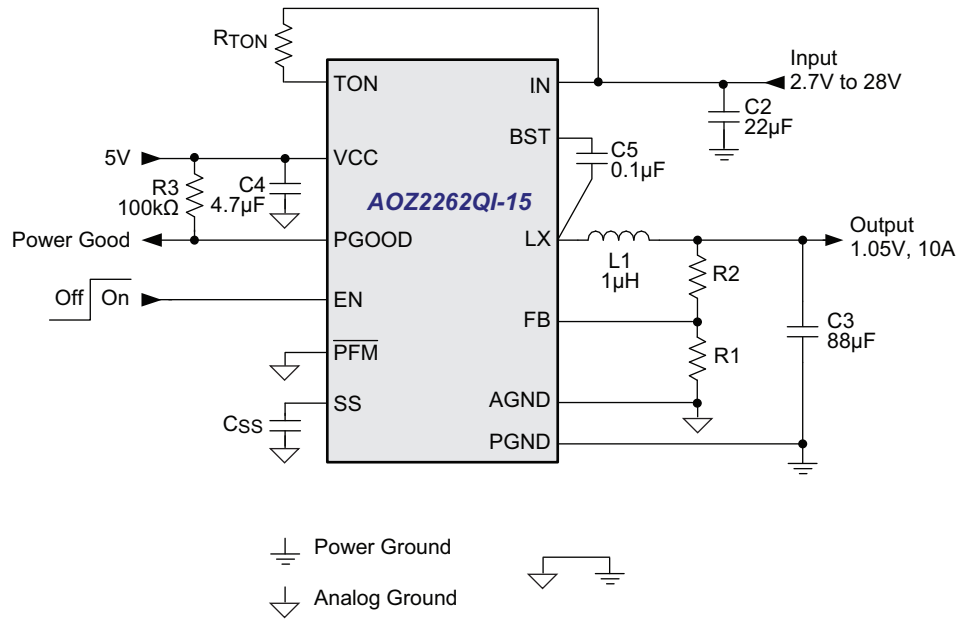 RTON
TON
IN
Input
2.7V to 28V
C2
22µF
BST
C5
0.1µF
5V
VCC
R3
100kΩ
C4
4.7µF
AOZ2262QI-15
Power Good
PGOOD
LX
L1
1µH
Output
1.05V, 10A
R2
Off On
EN
FB
C3
88µF
R1
PFM
SS
CSS
AGND
PGND
Power Ground
Analog Ground